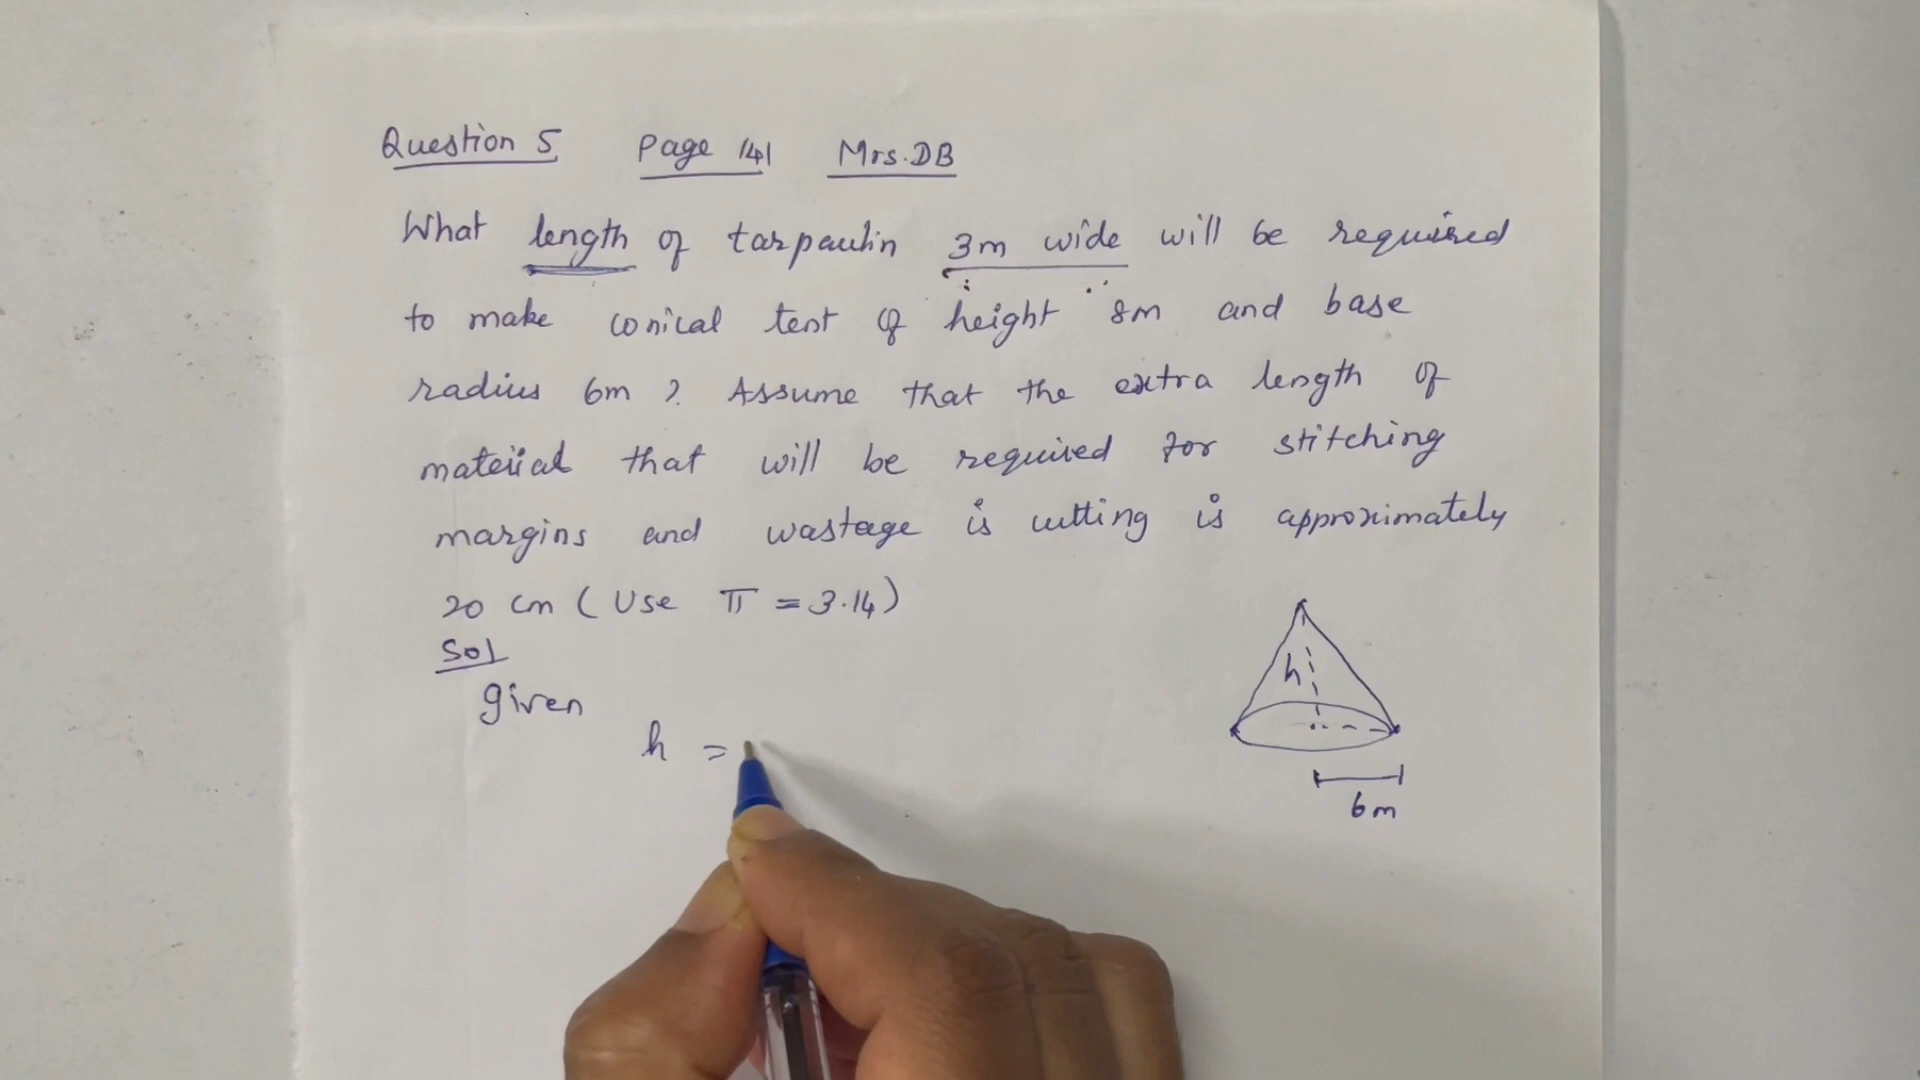 Question 5 Page 141 Mrs.DB
What length of tarpaulin 3m wide will be required
to make conical tent of height 8m and base
radius 6m ? Assume that the extra length of
material that will be required for stitching
margins and wastage is cutting is approximately
20 cm (Use π = 3.14)
Sol
given
h =
h
6m